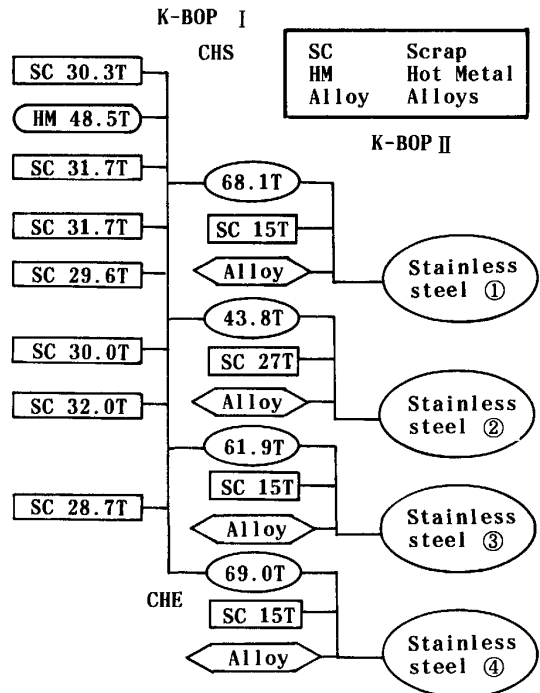 K-BOP Ⅰ
CHS
SC Scrap
HM Hot Metal
Alloy Alloys
K-BOP Ⅱ
SC 30.3T
HM 48.5T
SC 31.7T
68.1T
SC 31.7T
SC 15T
SC 29.6T
Alloy
Stainless
steel ①
43.8T
SC 30.0T
SC 27T
SC 32.0T
Alloy
Stainless
steel ②
61.9T
SC 15T
SC 28.7T
Alloy
Stainless
steel ③
69.0T
CHE
SC 15T
Alloy
Stainless
steel ④